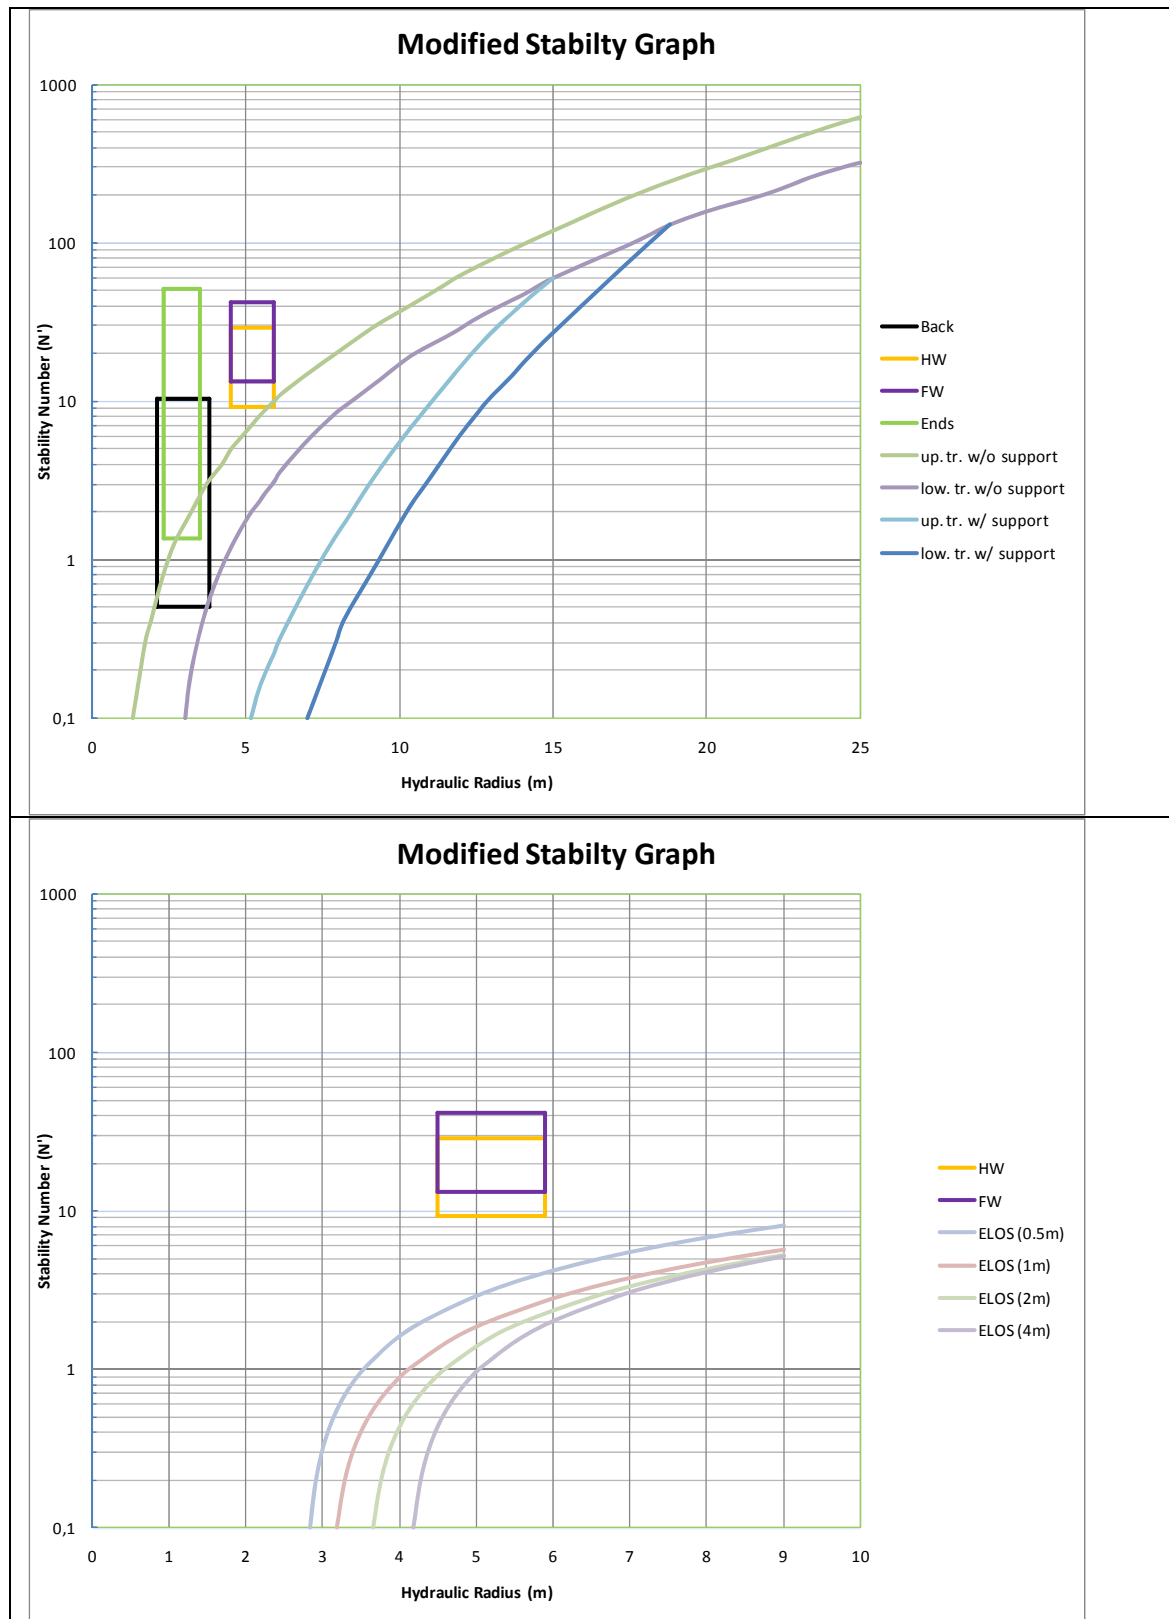 Modified Stabilty Graph
1000
100
10
1
0,1
Stability Number (N')
0 5 10 15 20 25
Hydraulic Radius (m)
Back
HW
FW
Ends
up. tr. w/o support
low. tr. w/o support
up. tr. w/ support
low. tr. w/ support
Modified Stabilty Graph
1000
100
10
1
0,1
Stability Number (N')
0 1 2 3 4 5 6 7 8 9 10
Hydraulic Radius (m)
HW
FW
ELOS (0.5m)
ELOS (1m)
ELOS (2m)
ELOS (4m)